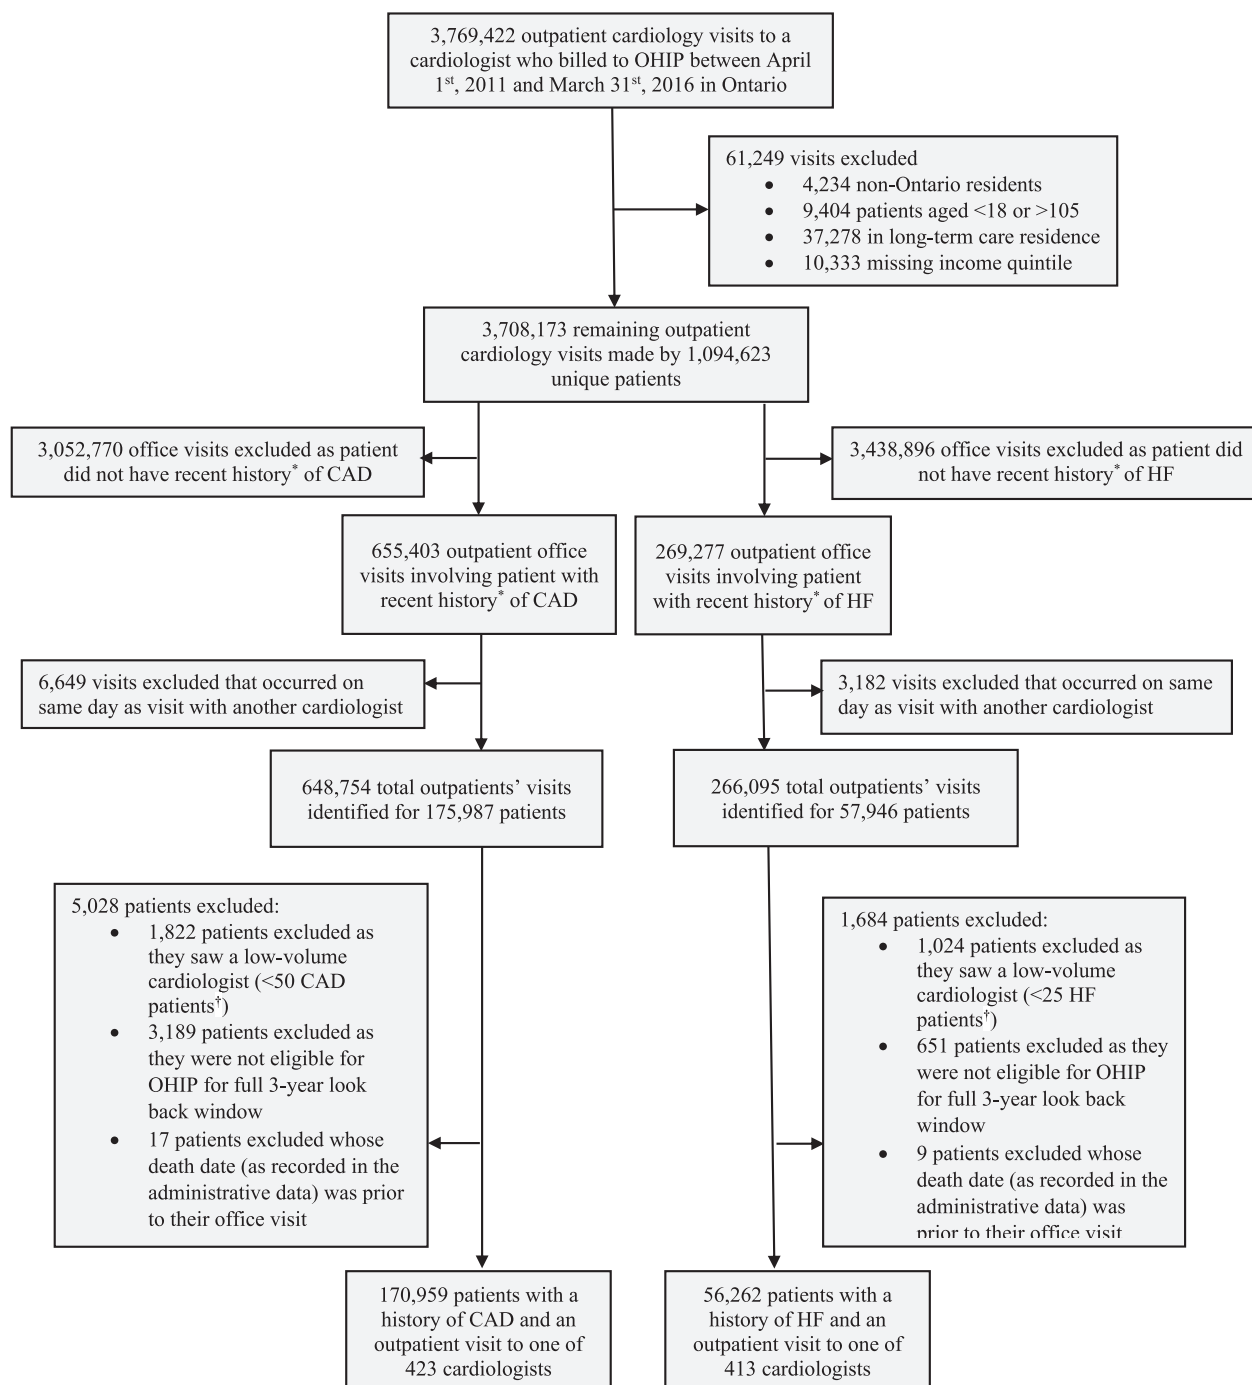 3,769,422 outpatient cardiology visits to a
cardiologist who billed to OHIP between April
1st, 2011 and March 31st, 2016 in Ontario
61,249 visits excluded
• 4,234 non-Ontario residents
• 9,404 patients aged <18 or >105
• 37,278 in long-term care residence
• 10,333 missing income quintile
3,708,173 remaining outpatient
cardiology visits made by 1,094,623
unique patients
3,052,770 office visits excluded as patient
did not have recent history* of CAD
3,438,896 office visits excluded as patient did
not have recent history* of HF
655,403 outpatient office
visits involving patient with
recent history* of CAD
269,277 outpatient office
visits involving patient
with recent history* of HF
6,649 visits excluded that occurred on
same day as visit with another cardiologist
3,182 visits excluded that occurred on same
day as visit with another cardiologist
648,754 total outpatients' visits
identified for 175,987 patients
266,095 total outpatients' visits
identified for 57,946 patients
5,028 patients excluded:
• 1,822 patients excluded as
they saw a low-volume
cardiologist (<50 CAD
patients†)
• 3,189 patients excluded as
they were not eligible for
OHIP for full 3-year look
back window
• 17 patients excluded whose
death date (as recorded in the
administrative data) was prior
to their office visit
1,684 patients excluded:
• 1,024 patients excluded as
they saw a low-volume
cardiologist (<25 HF
patients†)
• 651 patients excluded as they
were not eligible for OHIP
for full 3-year look back
window
• 9 patients excluded whose
death date (as recorded in the
administrative data) was
prior to their office visit
170,959 patients with a
history of CAD and an
outpatient visit to one of
423 cardiologists
56,262 patients with a
history of HF and an
outpatient visit to one of
413 cardiologists